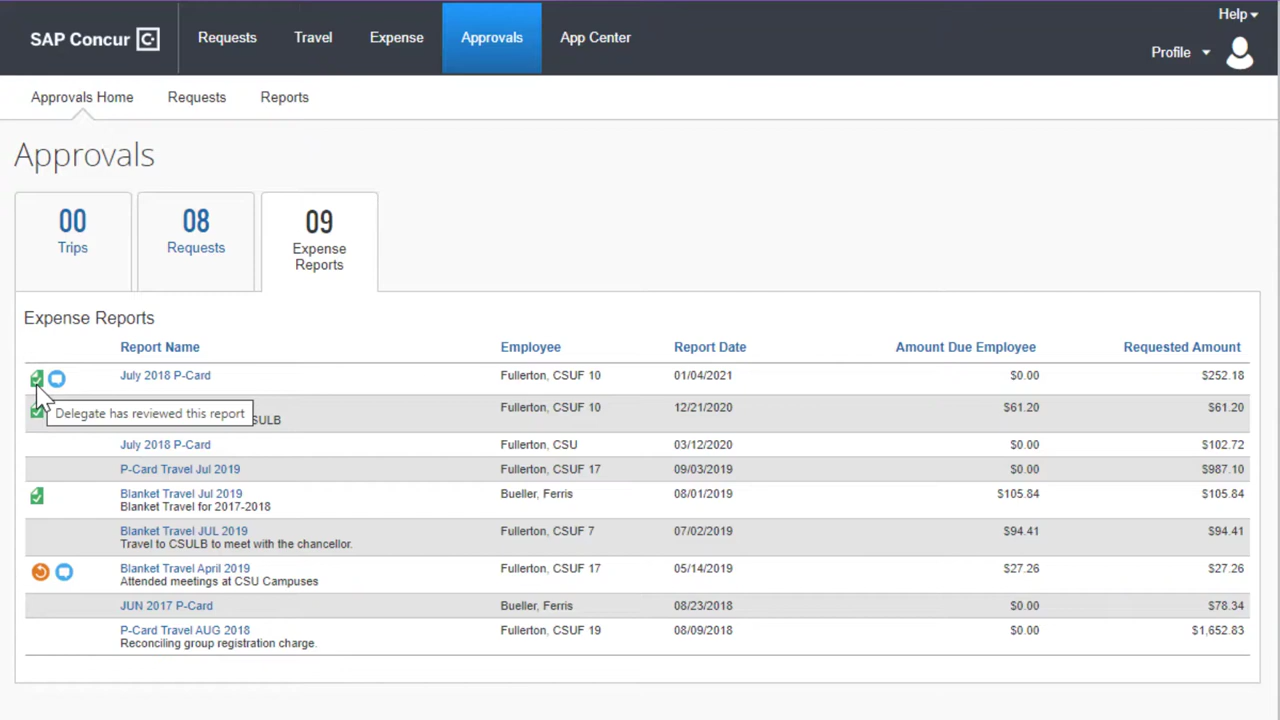 Help
SAP Concur
Requests
Travel
Expense
Approvals
App Center
Profile
Approvals Home
Requests
Reports
Approvals
00
Trips
08
Requests
09
Expense
Reports
Expense Reports
Report Name Employee Report Date Amount Due Employee Requested Amount
July 2018 P-Card Fullerton, CSUF 10 01/04/2021 $0.00 $252.18
Fullerton, CSUF 10 12/21/2020 $61.20 $61.20
Delegate has reviewed this report
SULB
July 2018 P-Card Fullerton, CSU 03/12/2020 $0.00 $102.72
P-Card Travel Jul 2019 Fullerton, CSUF 17 09/03/2019 $0.00 $987.10
Blanket Travel Jul 2019 Bueller, Ferris 08/01/2019 $105.84 $105.84
Blanket Travel for 2017-2018
Blanket Travel JUL 2019 Fullerton, CSUF 7 07/02/2019 $94.41 $94.41
Travel to CSULB to meet with the chancellor.
Blanket Travel April 2019 Fullerton, CSUF 17 05/14/2019 $27.26 $27.26
Attended meetings at CSU Campuses
JUN 2017 P-Card Bueller, Ferris 08/23/2018 $0.00 $78.34
P-Card Travel AUG 2018 Fullerton, CSUF 19 08/09/2018 $0.00 $1,652.83
Reconciling group registration charge.